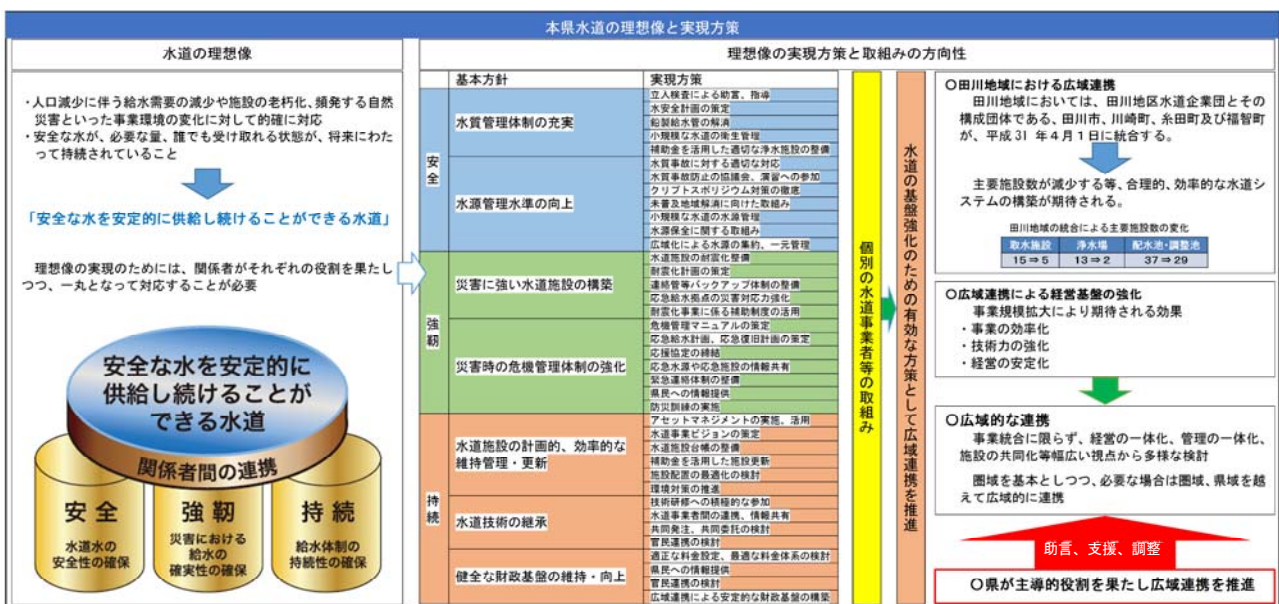 本県水道の理想像と実現方策
水道の理想像
・人口減少に伴う給水需要の減少や施設の老朽化、頻発する自然
災害といった事業環境の変化に対して的確に対応
・安全な水が、必要な量、誰でも受け取れる状態が、将来にわた
って持続されていること
「安全な水を安定的に供給し続けることができる水道」
理想像の実現のためには、関係者がそれぞれの役割を果たし
つつ、一丸となって対応することが必要
安全な水を安定的に
供給し続けることが
できる水道
関係者間の連携
安全
水道水の
安全性の確保
強靭
災害における
給水の
確実性の確保
持続
給水体制の
持続性の確保
理想像の実現方策と取組みの方向性
基本方針
実現方策
安全
水質管理体制の充実
立入検査による助言、指導
水安全計画の策定
鉛製給水管の解消
小規模な水道の衛生管理
補助金を活用した適切な浄水施設の整備
水源管理水準の向上
水質事故に対する適切な対応
水質事故防止の協議会、演習への参加
クリプトスポリジウム対策の徹底
未普及地域解消に向けた取組み
小規模な水道の水源管理
水源保全に関する取組み
広域化による水源の集約、一元管理
強靭
災害に強い水道施設の構築
水道施設の耐震化整備
耐震化計画の策定
連絡管等バックアップ体制の整備
応急給水拠点の災害対応力強化
耐震化事業に係る補助制度の活用
災害時の危機管理体制の強化
危機管理マニュアルの策定
応急給水計画、応急復旧計画の策定
応援協定の締結
応急水源や応急施設の情報共有
緊急連絡体制の整備
県民への情報提供
防災訓練の実施
持続
水道施設の計画的、効率的な
維持管理・更新
アセットマネジメントの実施、活用
水道事業ビジョンの策定
水道施設台帳の整備
補助金を活用した施設更新
施設配置の最適化の検討
環境対策の推進
水道技術の継承
技術研修への積極的な参加
水道事業者間の連携、情報共有
共同発注、共同委託の検討
官民連携の検討
健全な財政基盤の維持・向上
適正な料金設定、最適な料金体系の検討
県民への情報提供
官民連携の検討
広域連携による安定的な財政基盤の構築
個別の水道事業者等の取組み
水道の基盤強化のための有効な方策として広域連携を推進
〇田川地域における広域連携
田川地域においては、田川地区水道企業団とその
構成団体である、田川市、川崎町、糸田町及び福智町
が、平成31 年４月１日に統合する。
主要施設数が減少する等、合理的、効率的な水道シ
ステムの構築が期待される。
田川地域の統合による主要施設数の変化
取水施設 浄水場 配水池・調整池
15⇒5 13⇒2 37⇒29
〇広域連携による経営基盤の強化
事業規模拡大により期待される効果
・事業の効率化
・技術力の強化
・経営の安定化
〇広域的な連携
事業統合に限らず、経営の一体化、管理の一体化、
施設の共同化等幅広い視点から多様な検討
圏域を基本としつつ、必要な場合は圏域、県域を越
えて広域的に連携
助言、支援、調整
〇県が主導的役割を果たし広域連携を推進